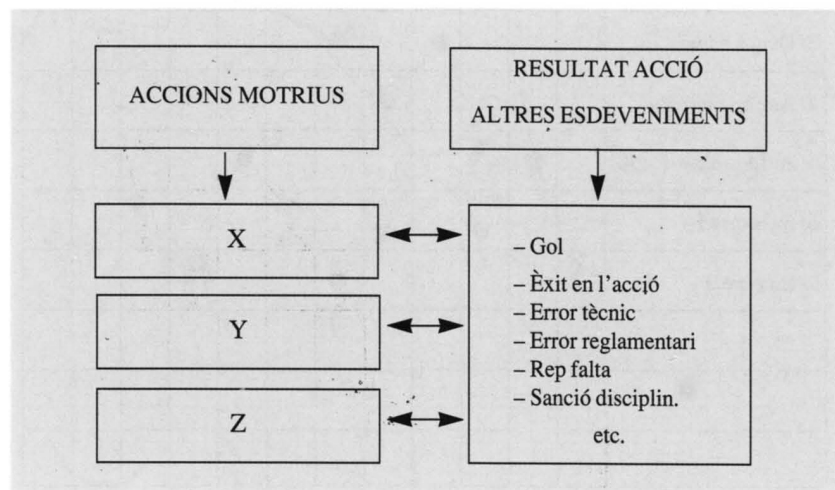 ACCIONS MOTRIUS
RESULTAT ACCIÓ
ALTRES ESDEVENIMENTS
X
Y
Z
– Gol
– Èxit en l’acció
– Error tècnic
– Error reglamentari
– Rep falta
– Sanció disciplin.
etc.